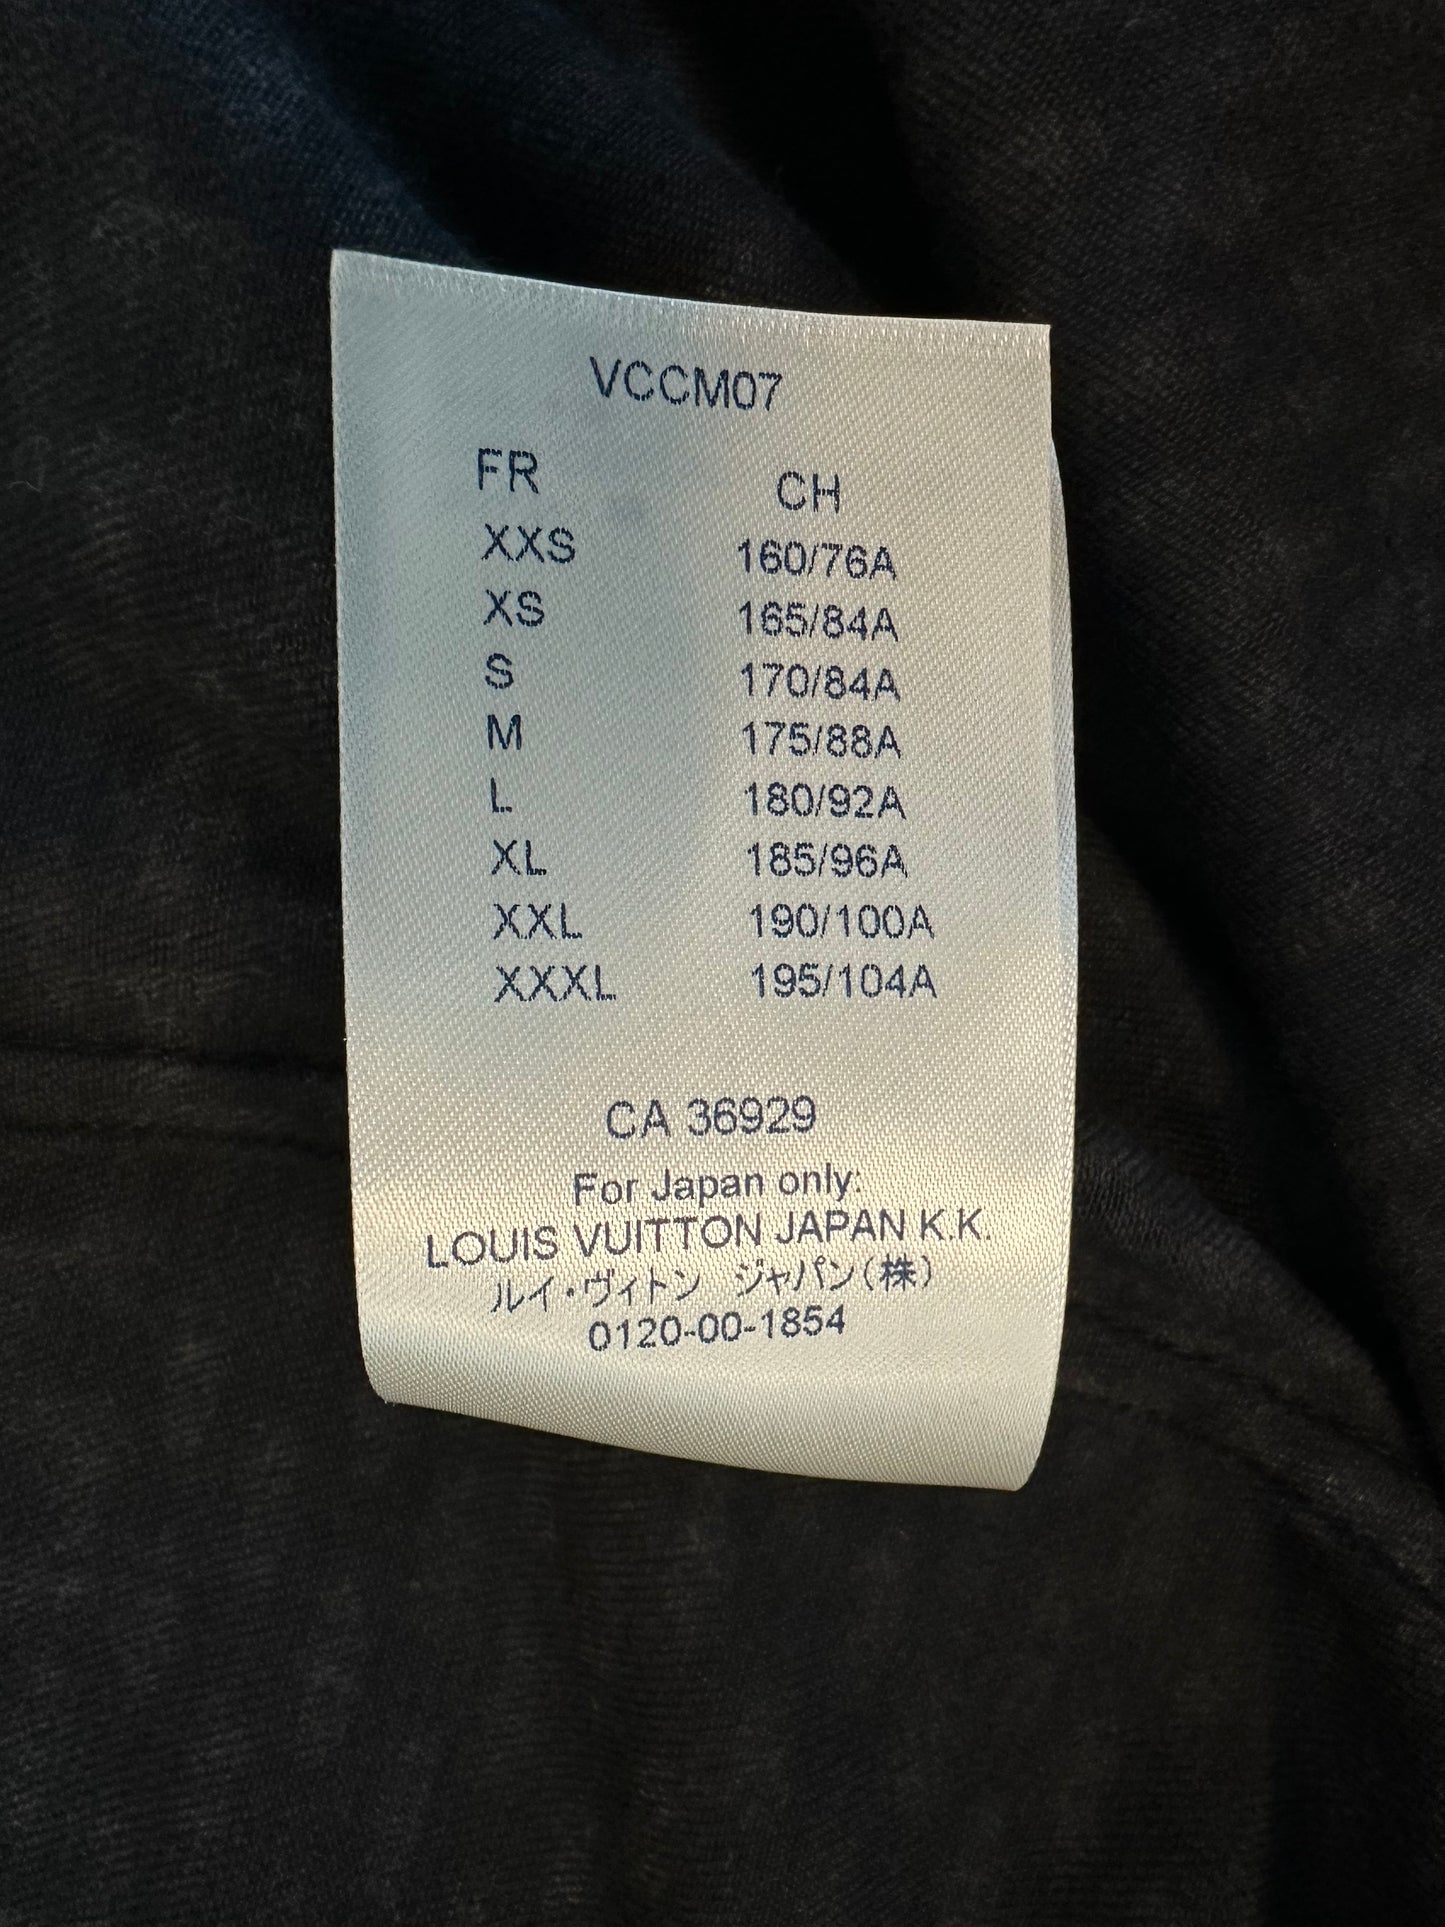 VCCM07
FR CH
XXS 160/76A
XS 165/84A
S 170/84A
M 175/88A
L 180/92A
XL 185/96A
XXL 190/100A
XXXL 195/104A
CA 36929
For Japan only:
LOUIS VUITTON JAPAN K.K.
ルイ・ヴィトン ジャパン(株)
0120-00-1854